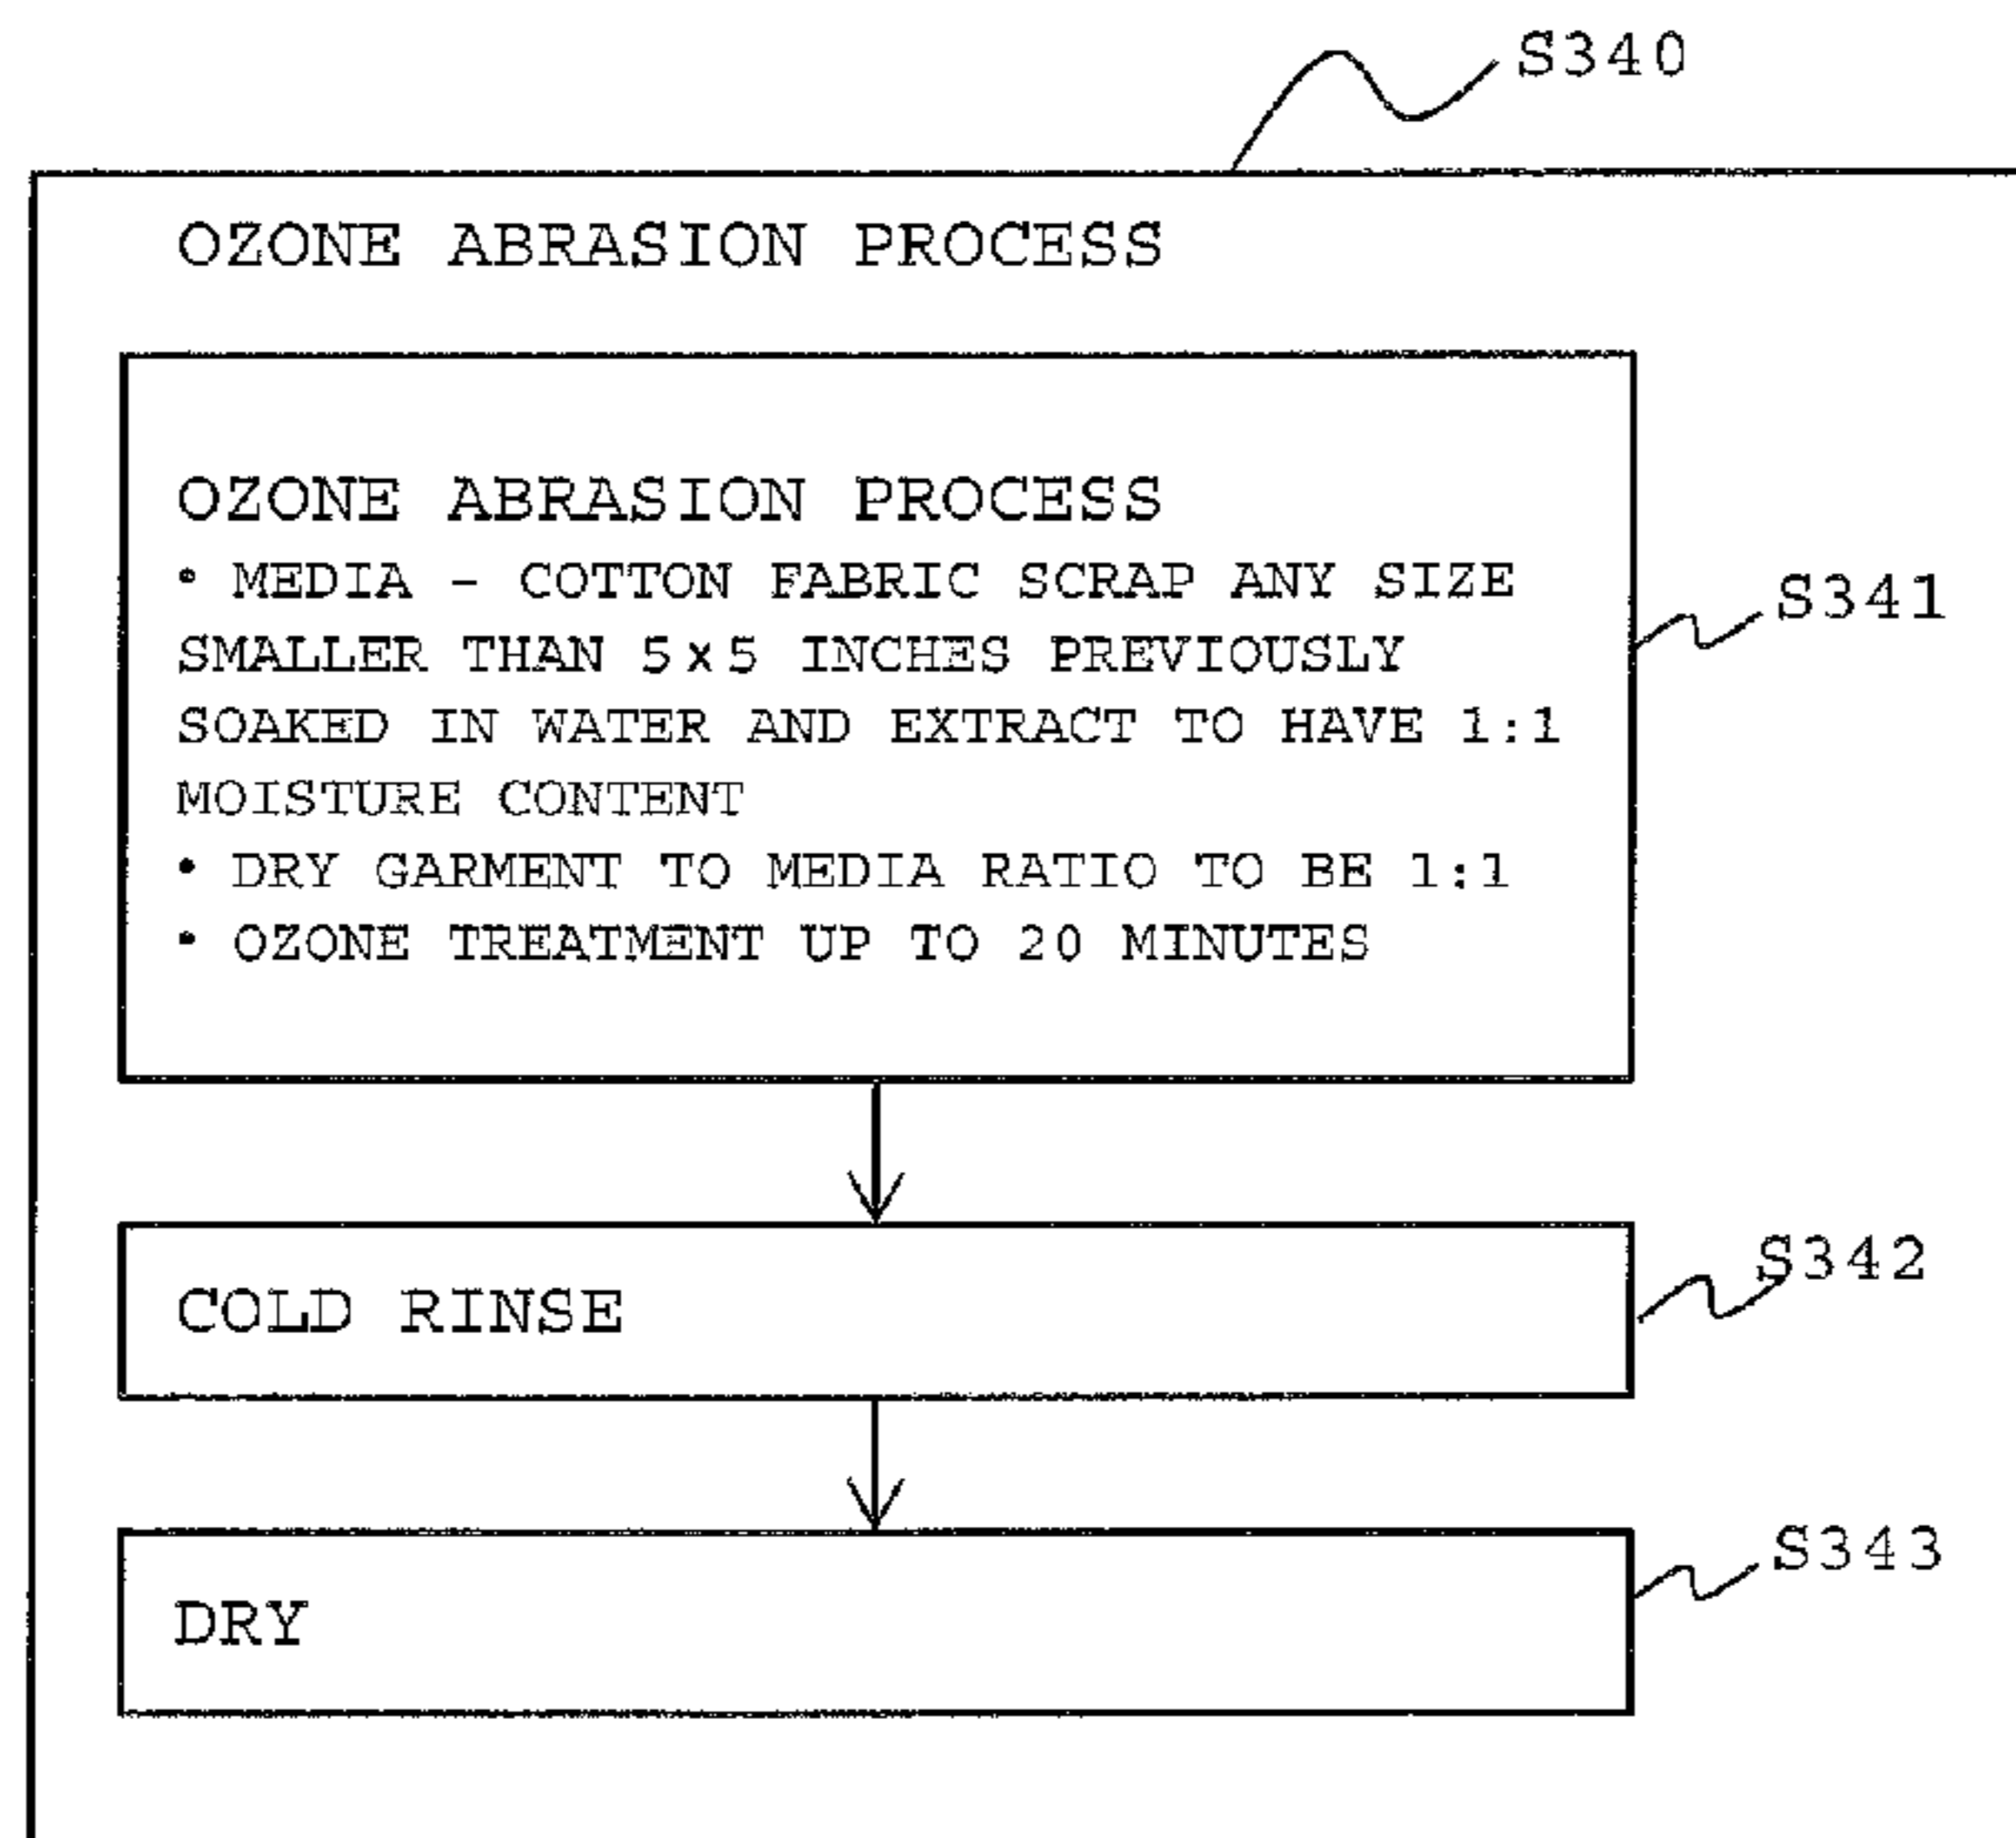 S340
OZONE ABRASION PROCESS
OZONE ABRASION PROCESS
• MEDIA - COTTON FABRIC SCRAP ANY SIZE
SMALLER THAN 5x5 INCHES PREVIOUSLY
SOAKED IN WATER AND EXTRACT TO HAVE 1:1
MOISTURE CONTENT
• DRY GARMENT TO MEDIA RATIO TO BE 1:1
• OZONE TREATMENT UP TO 20 MINUTES
S341
COLD RINSE
S342
DRY
S343